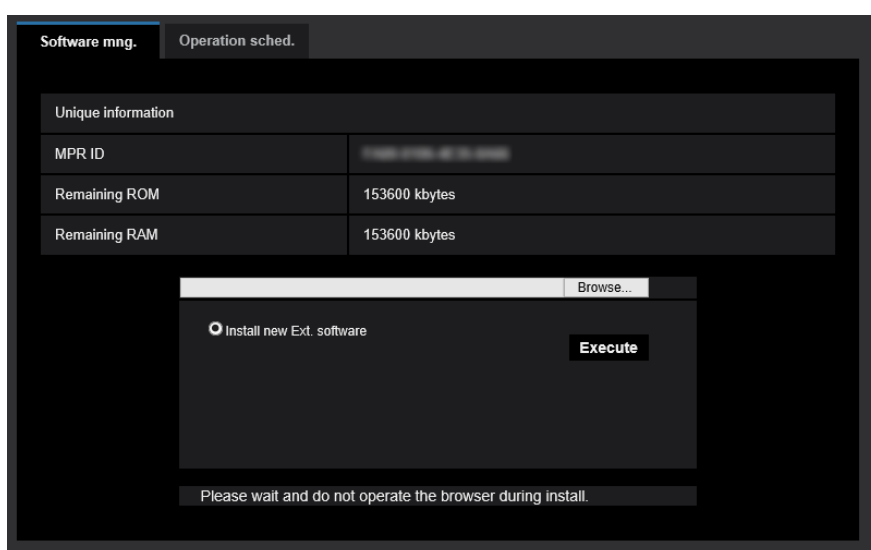 Software mng. Operation sched.
Unique information
MPR ID
Remaining ROM 153600 kbytes
Remaining RAM 153600 kbytes
Browse...
Install new Ext. software
Execute
Please wait and do not operate the browser during install.